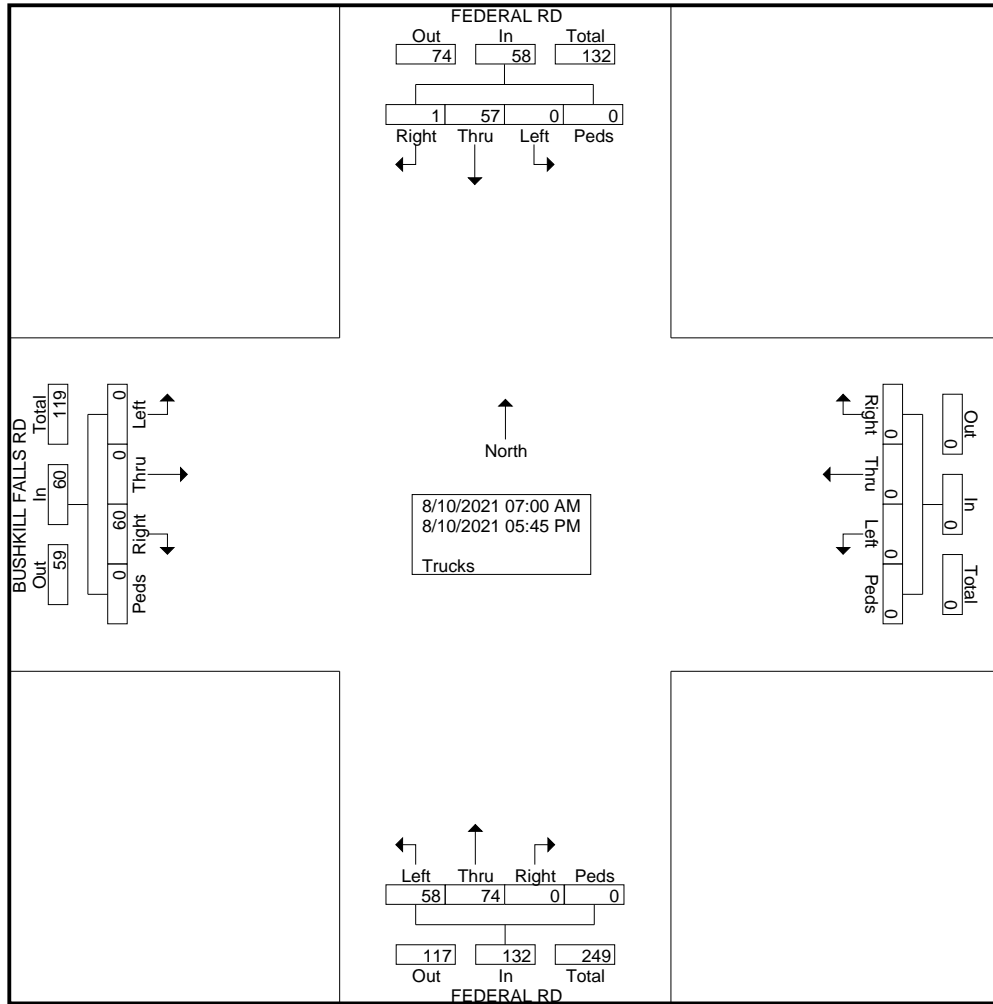 FEDERAL RD
Out In Total
74 58 132
1 57 0 0
Right Thru Left Peds
BUSHKILL FALLS RD
Total In Out
119 60 59
0 0 60 0
Left Thru Right Peds
North
8/10/2021 07:00 AM
8/10/2021 05:45 PM
Trucks
Right Thru Left Peds
0 0 0 0
Out In Total
0 0 0
Left Thru Right Peds
58 74 0 0
117 132 249
Out In Total
FEDERAL RD